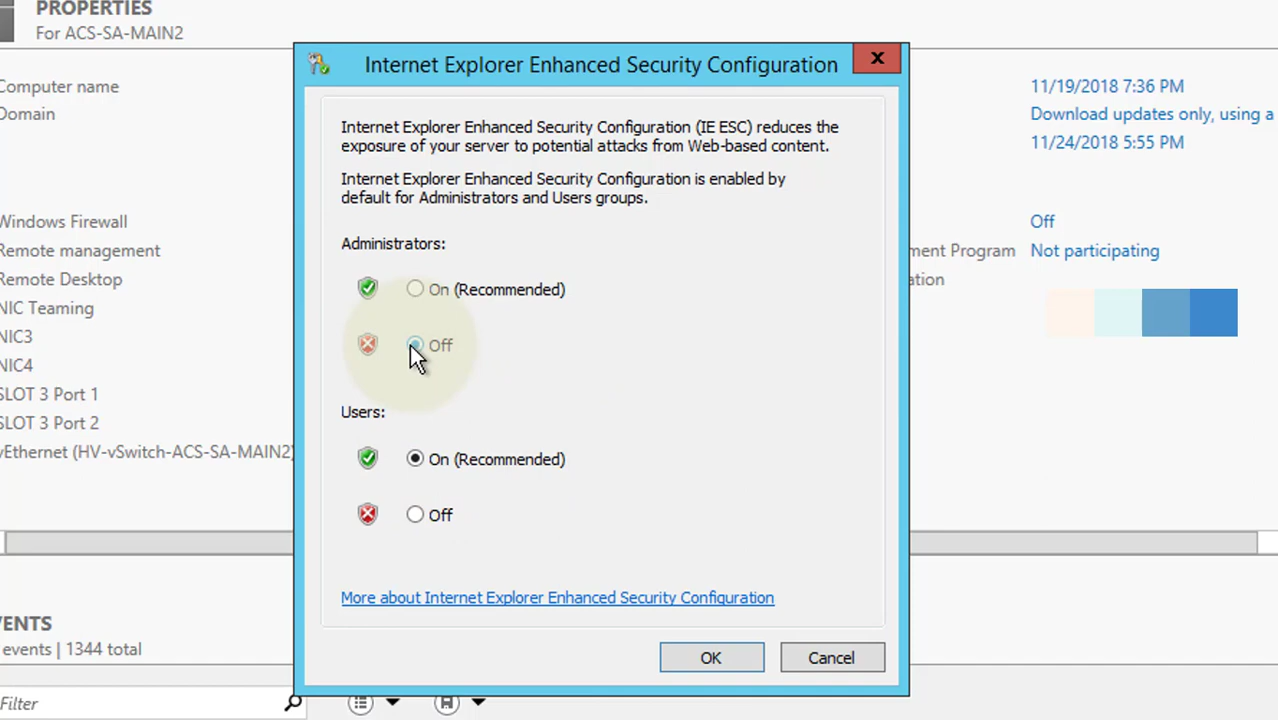 PROPERTIES
For ACS-SA-MAIN2
Computer name
Domain
Windows Firewall
Remote management
Remote Desktop
NIC Teaming
NIC3
NIC4
SLOT 3 Port 1
SLOT 3 Port 2
vEthernet (HV-vSwitch-ACS-SA-MAIN2)
VENTS
events | 1344 total
Filter
Internet Explorer Enhanced Security Configuration
X
Internet Explorer Enhanced Security Configuration (IE ESC) reduces the
exposure of your server to potential attacks from Web-based content.
Internet Explorer Enhanced Security Configuration is enabled by
default for Administrators and Users groups.
Administrators:
On (Recommended)
Off
Users:
On (Recommended)
Off
More about Internet Explorer Enhanced Security Configuration
OK
Cancel
11/19/2018 7:36 PM
Download updates only, using a
11/24/2018 5:55 PM
Off
ment Program
Not participating
ation